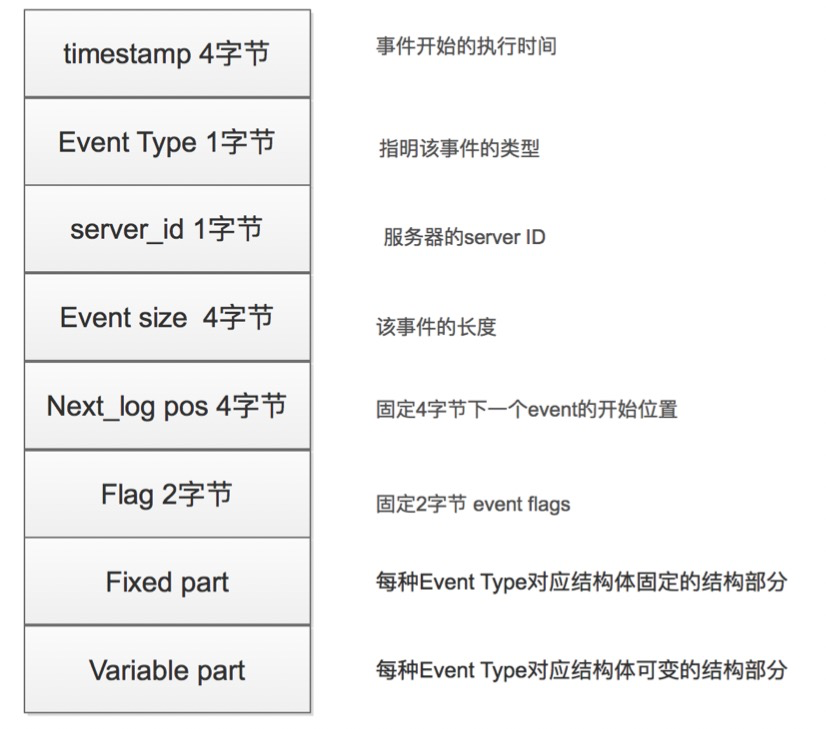 timestamp 4字节 事件开始的执行时间
Event Type 1字节 指明该事件的类型
server_id 1字节 服务器的server ID
Event size 4字节 该事件的长度
Next_log pos 4字节 固定4字节下一个event的开始位置
Flag 2字节 固定2字节 event flags
Fixed part 每种Event Type对应结构体固定的结构部分
Variable part 每种Event Type对应结构体可变的结构部分